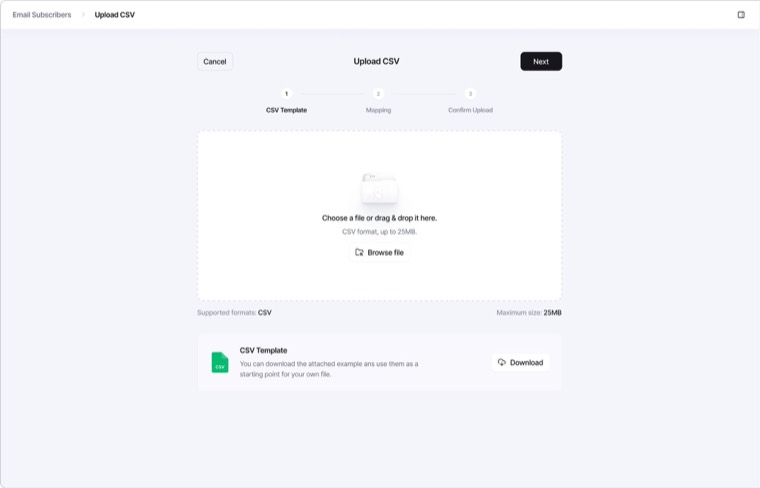 Email Subscribers > Upload CSV
Cancel
Upload CSV
Next
1
2
3
CSV Template
Mapping
Confirm Upload
Choose a file or drag & drop it here.
CSV format, up to 25MB.
Browse file
Supported formats: CSV
Maximum size: 25MB
CSV
CSV Template
You can download the attached example ans use them as a
starting point for your own file.
Download